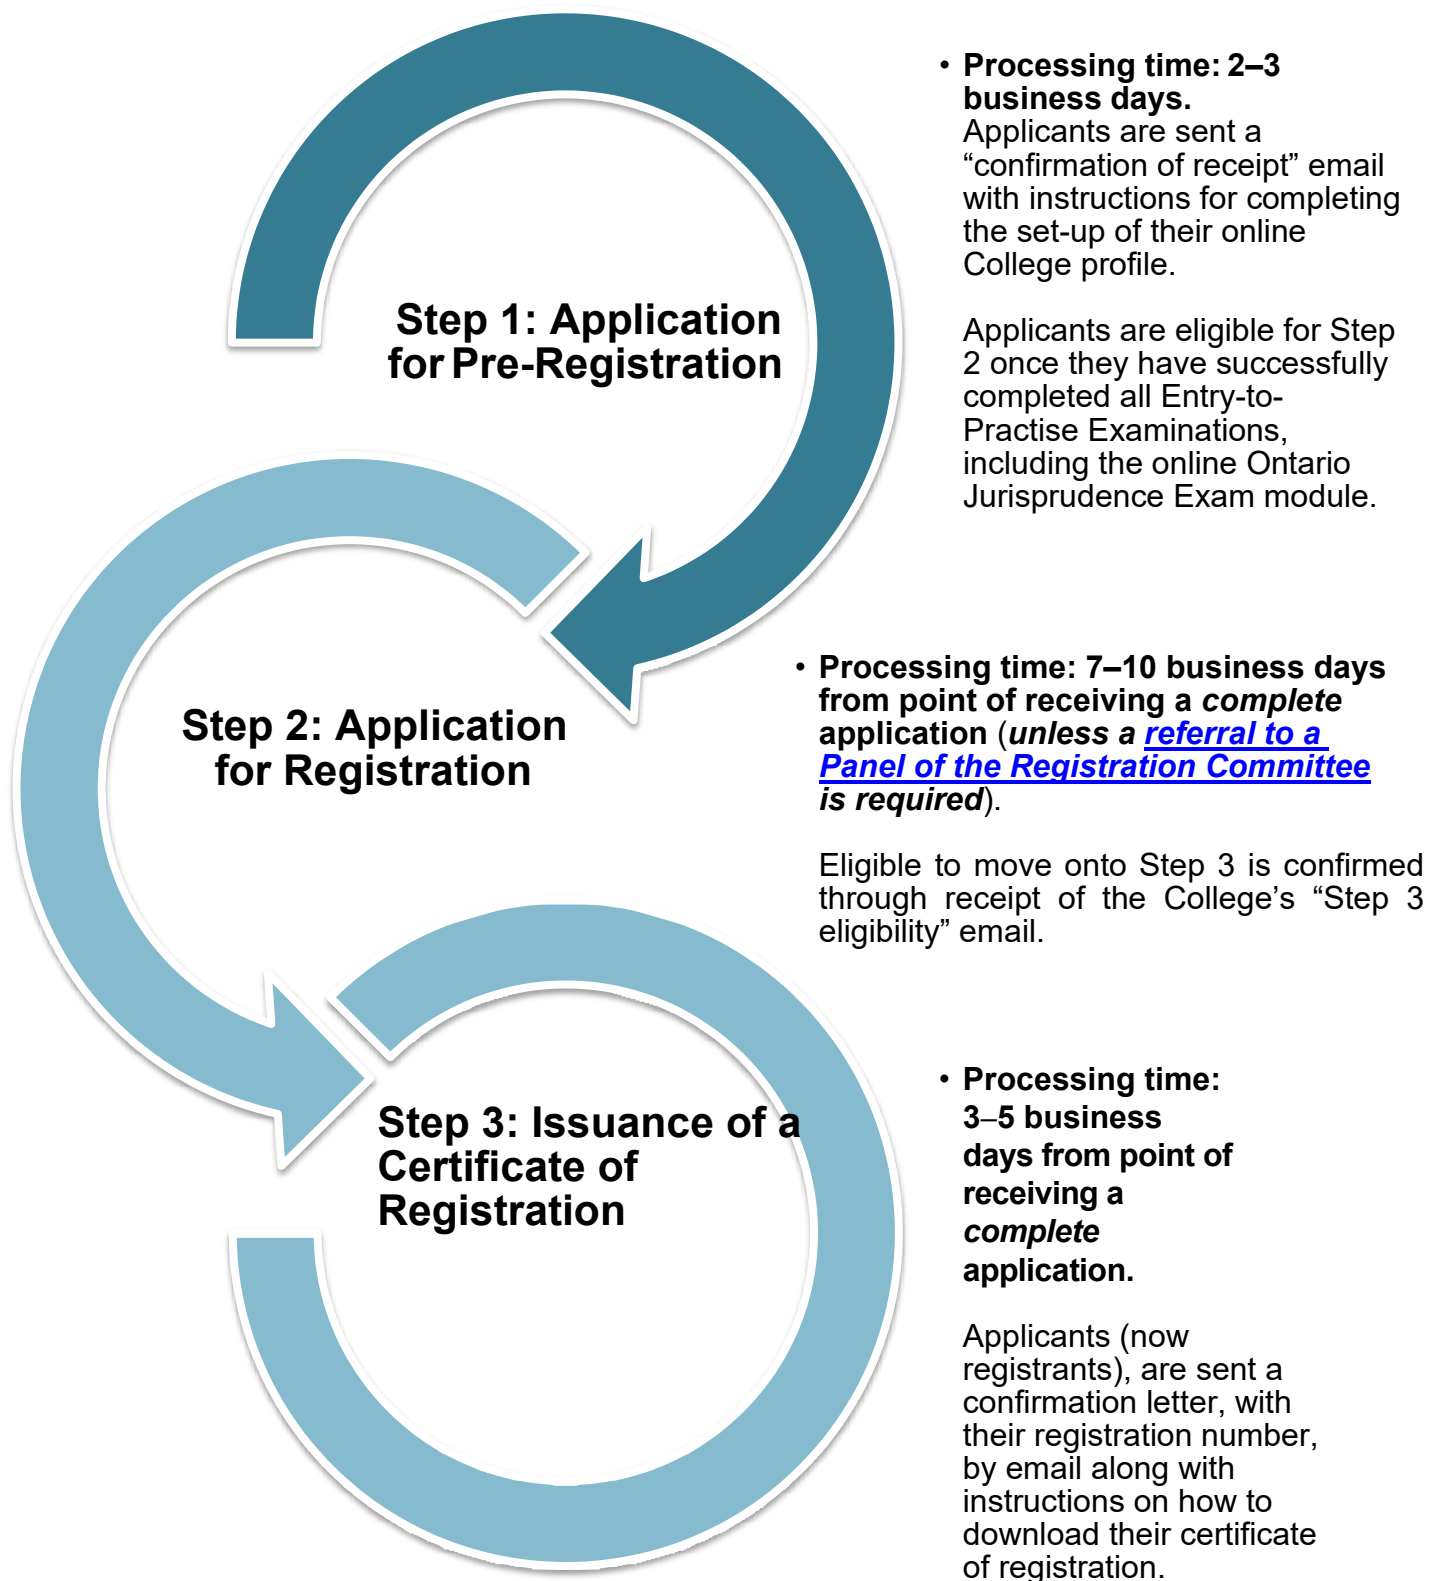 Step 1: Application
for Pre-Registration
• Processing time: 2–3
business days.
Applicants are sent a
“confirmation of receipt” email
with instructions for completing
the set-up of their online
College profile.
Applicants are eligible for Step
2 once they have successfully
completed all Entry-to-
Practise Examinations,
including the online Ontario
Jurisprudence Exam module.
Step 2: Application
for Registration
• Processing time: 7–10 business days
from point of receiving a complete
application (unless a referral to a
Panel of the Registration Committee
is required).
Eligible to move onto Step 3 is confirmed
through receipt of the College’s “Step 3
eligibility” email.
Step 3: Issuance of a
Certificate of
Registration
• Processing time:
3–5 business
days from point of
receiving a
complete
application.
Applicants (now
registrants), are sent a
confirmation letter, with
their registration number,
by email along with
instructions on how to
download their certificate
of registration.